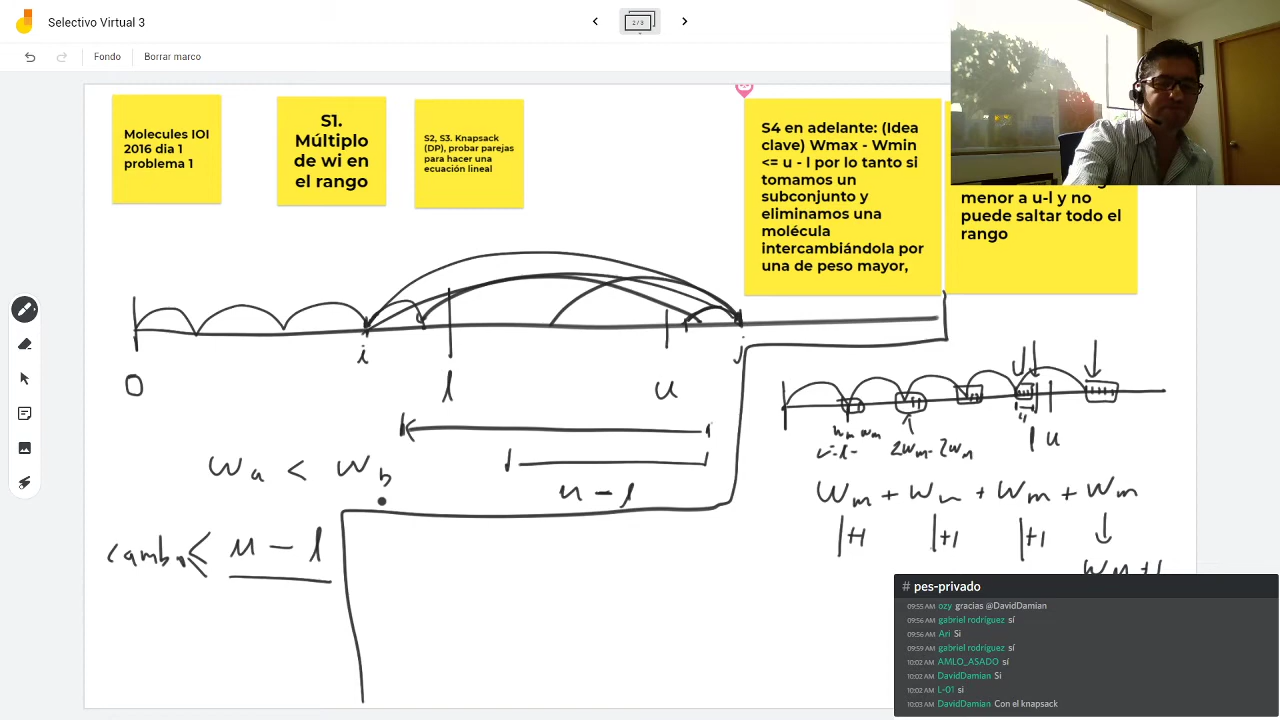 Selectivo Virtual 3
2 / 3
Fondo
Borrar marco
Molecules IOI
2016 dia 1
problema 1
S1.
Múltiplo
de wi en
el rango
S2, S3. Knapsack
(DP), probar parejas
para hacer una
ecuación lineal
S4 en adelante: (Idea
clave) Wmax - Wmin
<= u - l por lo tanto si
tomamos un
subconjunto y
eliminamos una
molécula
intercambiándola por
una de peso mayor,
menor a u-l y no
puede saltar todo el
rango
0
i
l
u
j
u - l
wa < wb
u - l
l u
wm + wm + wm + wm
+1 +1 +1
# pes-privado
09:55 AM ozy gracias @DavidDamian
09:56 AM gabriel rodriguez sí
09:56 AM Ari Si
09:59 AM gabriel rodriguez sí
10:02 AM AMLO_ASADO sí
10:02 AM DavidDamian Si
10:02 AM L-01 si
10:03 AM DavidDamian Con el knapsack